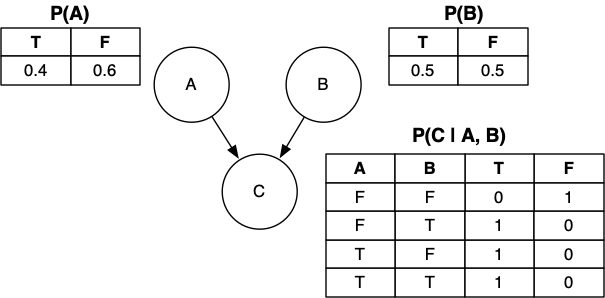 P(A)
T F
0.4 0.6
P(B)
T F
0.5 0.5
A
B
C
P(C | A, B)
A B T F
F F 0 1
F T 1 0
T F 1 0
T T 1 0